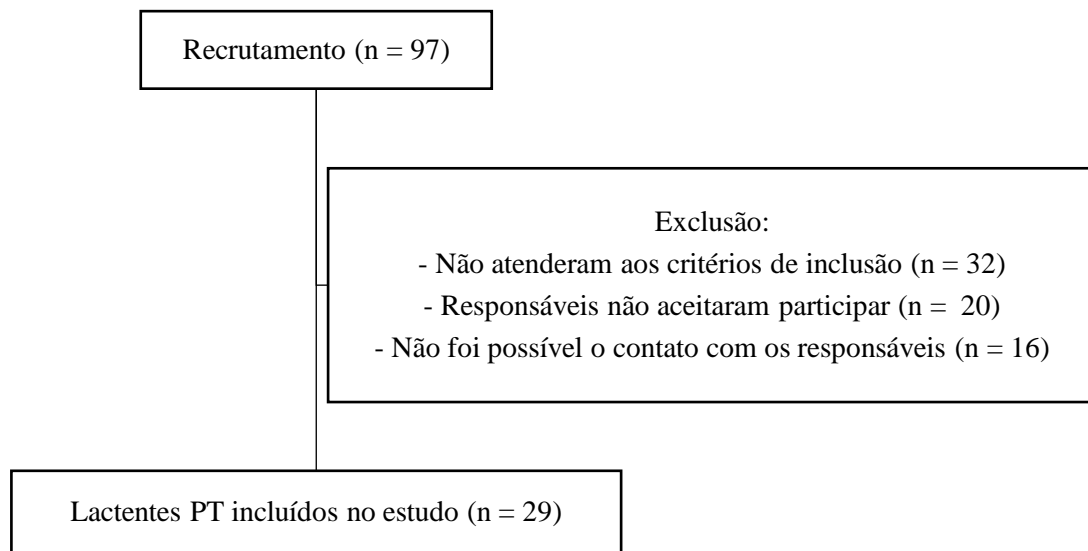 Recrutamento (n = 97)
Exclusão:
- Não atenderam aos critérios de inclusão (n = 32)
- Responsáveis não aceitaram participar (n =  20)
- Não foi possível o contato com os responsáveis (n = 16)
Lactentes PT incluídos no estudo (n = 29)